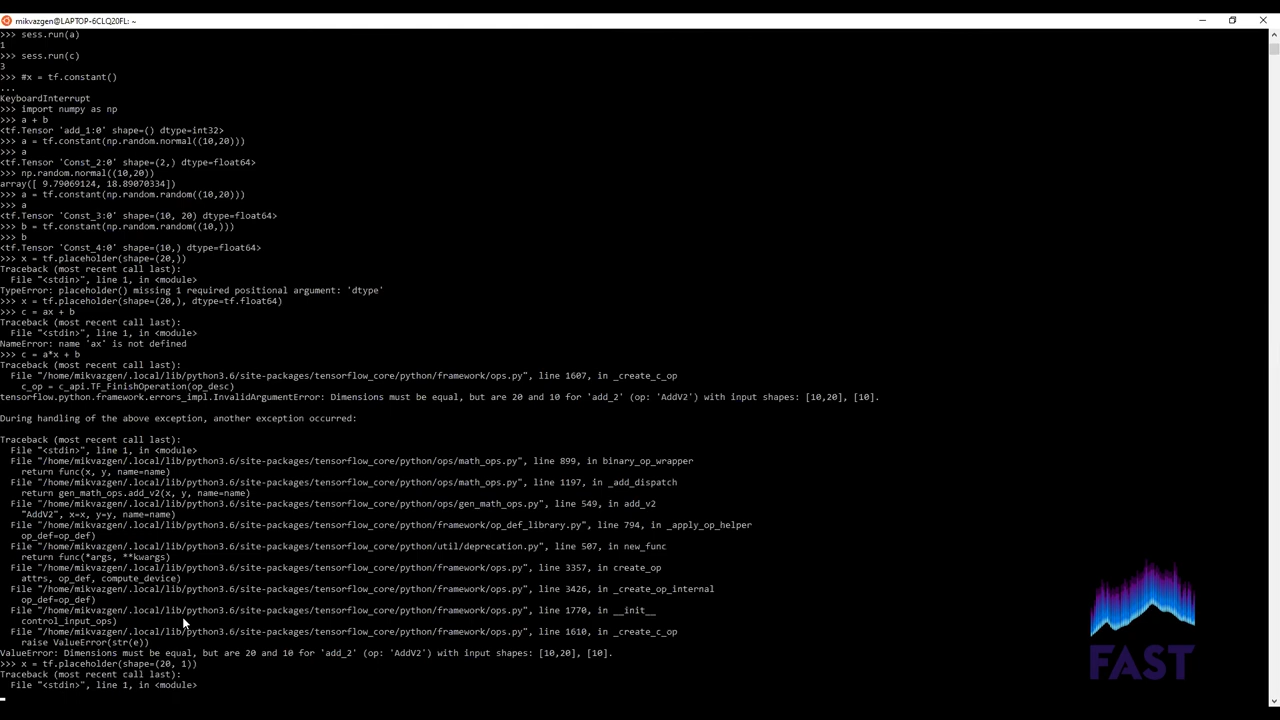 mikvazgen@LAPTOP-6CLQ20FL: ~
>>> sess.run(a)
1
>>> sess.run(c)
3
>>> #x = tf.constant()
...
KeyboardInterrupt
>>> import numpy as np
>>> a + b
<tf.Tensor 'add_1:0' shape=() dtype=int32>
>>> a = tf.constant(np.random.normal((10,20)))
>>> a
<tf.Tensor 'Const_2:0' shape=(2,) dtype=float64>
>>> np.random.normal((10,20))
array([ 9.79069124, 18.89070334])
>>> a = tf.constant(np.random.random((10,20)))
>>> a
<tf.Tensor 'Const_3:0' shape=(10, 20) dtype=float64>
>>> b = tf.constant(np.random.random((10,)))
>>> b
<tf.Tensor 'Const_4:0' shape=(10,) dtype=float64>
>>> x = tf.placeholder(shape=(20,))
Traceback (most recent call last):
  File "<stdin>", line 1, in <module>
TypeError: placeholder() missing 1 required positional argument: 'dtype'
>>> x = tf.placeholder(shape=(20,), dtype=tf.float64)
>>> c = ax + b
Traceback (most recent call last):
  File "<stdin>", line 1, in <module>
NameError: name 'ax' is not defined
>>> c = a*x + b
Traceback (most recent call last):
  File "/home/mikvazgen/.local/lib/python3.6/site-packages/tensorflow_core/python/framework/ops.py", line 1607, in _create_c_op
    c_op = c_api.TF_FinishOperation(op_desc)
tensorflow.python.framework.errors_impl.InvalidArgumentError: Dimensions must be equal, but are 20 and 10 for 'add_2' (op: 'AddV2') with input shapes: [10,20], [10].
During handling of the above exception, another exception occurred:
Traceback (most recent call last):
  File "<stdin>", line 1, in <module>
  File "/home/mikvazgen/.local/lib/python3.6/site-packages/tensorflow_core/python/ops/math_ops.py", line 899, in binary_op_wrapper
    return func(x, y, name=name)
  File "/home/mikvazgen/.local/lib/python3.6/site-packages/tensorflow_core/python/ops/math_ops.py", line 1197, in _add_dispatch
    return gen_math_ops.add_v2(x, y, name=name)
  File "/home/mikvazgen/.local/lib/python3.6/site-packages/tensorflow_core/python/ops/gen_math_ops.py", line 549, in add_v2
    "AddV2", x=x, y=y, name=name)
  File "/home/mikvazgen/.local/lib/python3.6/site-packages/tensorflow_core/python/framework/op_def_library.py", line 794, in _apply_op_helper
    op_def=op_def)
  File "/home/mikvazgen/.local/lib/python3.6/site-packages/tensorflow_core/python/util/deprecation.py", line 507, in new_func
    return func(*args, **kwargs)
  File "/home/mikvazgen/.local/lib/python3.6/site-packages/tensorflow_core/python/framework/ops.py", line 3357, in create_op
    attrs, op_def, compute_device)
  File "/home/mikvazgen/.local/lib/python3.6/site-packages/tensorflow_core/python/framework/ops.py", line 3426, in _create_op_internal
    op_def=op_def)
  File "/home/mikvazgen/.local/lib/python3.6/site-packages/tensorflow_core/python/framework/ops.py", line 1770, in __init__
    control_input_ops)
  File "/home/mikvazgen/.local/lib/python3.6/site-packages/tensorflow_core/python/framework/ops.py", line 1610, in _create_c_op
    raise ValueError(str(e))
ValueError: Dimensions must be equal, but are 20 and 10 for 'add_2' (op: 'AddV2') with input shapes: [10,20], [10].
>>> x = tf.placeholder(shape=(20, 1))
Traceback (most recent call last):
  File "<stdin>", line 1, in <module>
FAST